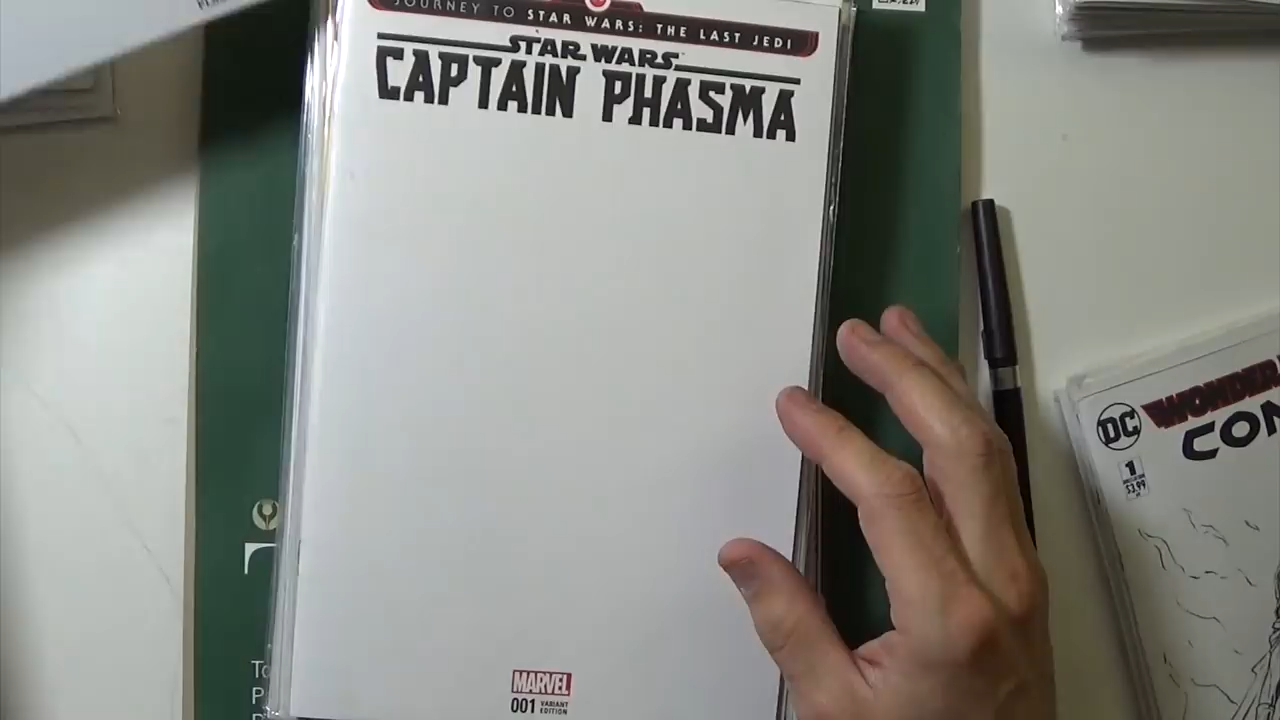 JOURNEY TO STAR WARS: THE LAST JEDI
STAR WARS
CAPTAIN PHASMA
MARVEL
001 VARIANT
EDITION
DC
WONDER
CON
1
$3.99
To
P